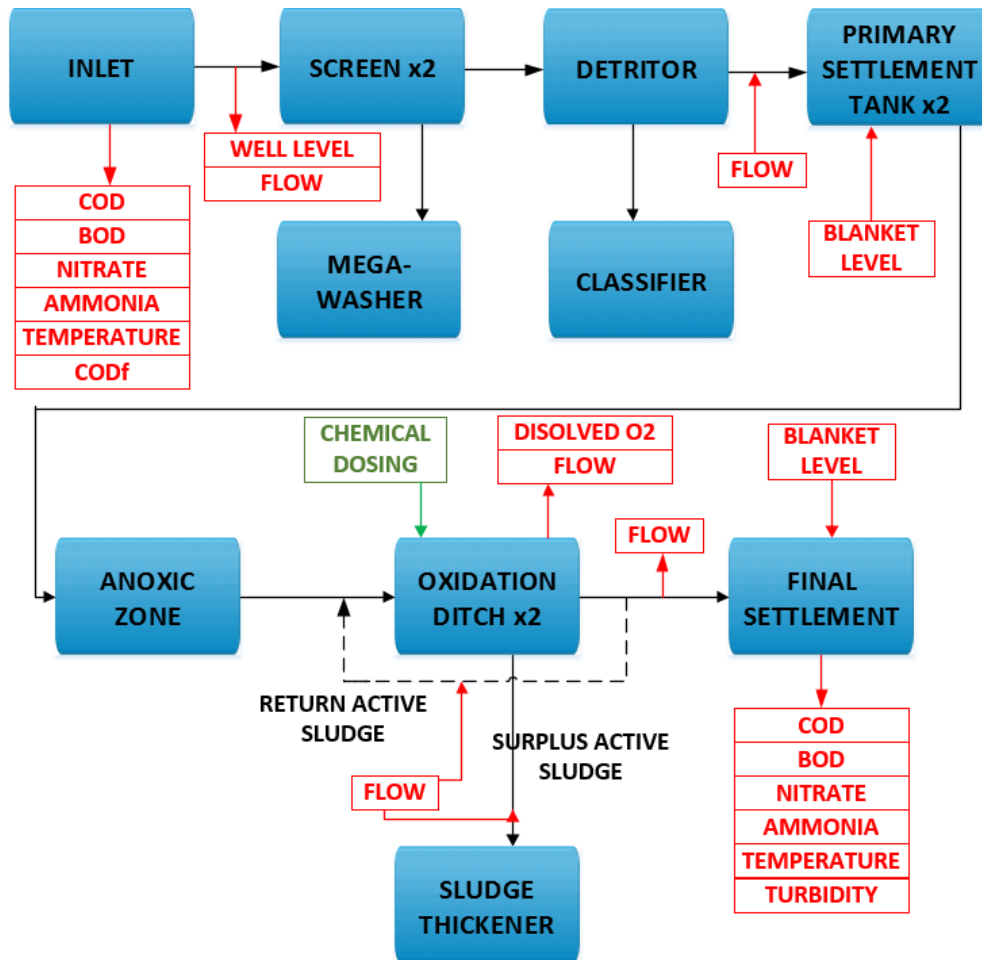 INLET
SCREEN x2
DETRITOR
PRIMARY
SETTLEMENT
TANK x2
WELL LEVEL
FLOW
FLOW
COD
BOD
NITRATE
AMMONIA
TEMPERATURE
CODf
MEGA-
WASHER
CLASSIFIER
BLANKET
LEVEL
CHEMICAL
DOSING
DISOLVED O2
FLOW
BLANKET
LEVEL
FLOW
ANOXIC
ZONE
OXIDATION
DITCH x2
FINAL
SETTLEMENT
RETURN ACTIVE
SLUDGE
SURPLUS ACTIVE
SLUDGE
FLOW
COD
BOD
NITRATE
AMMONIA
TEMPERATURE
TURBIDITY
SLUDGE
THICKENER